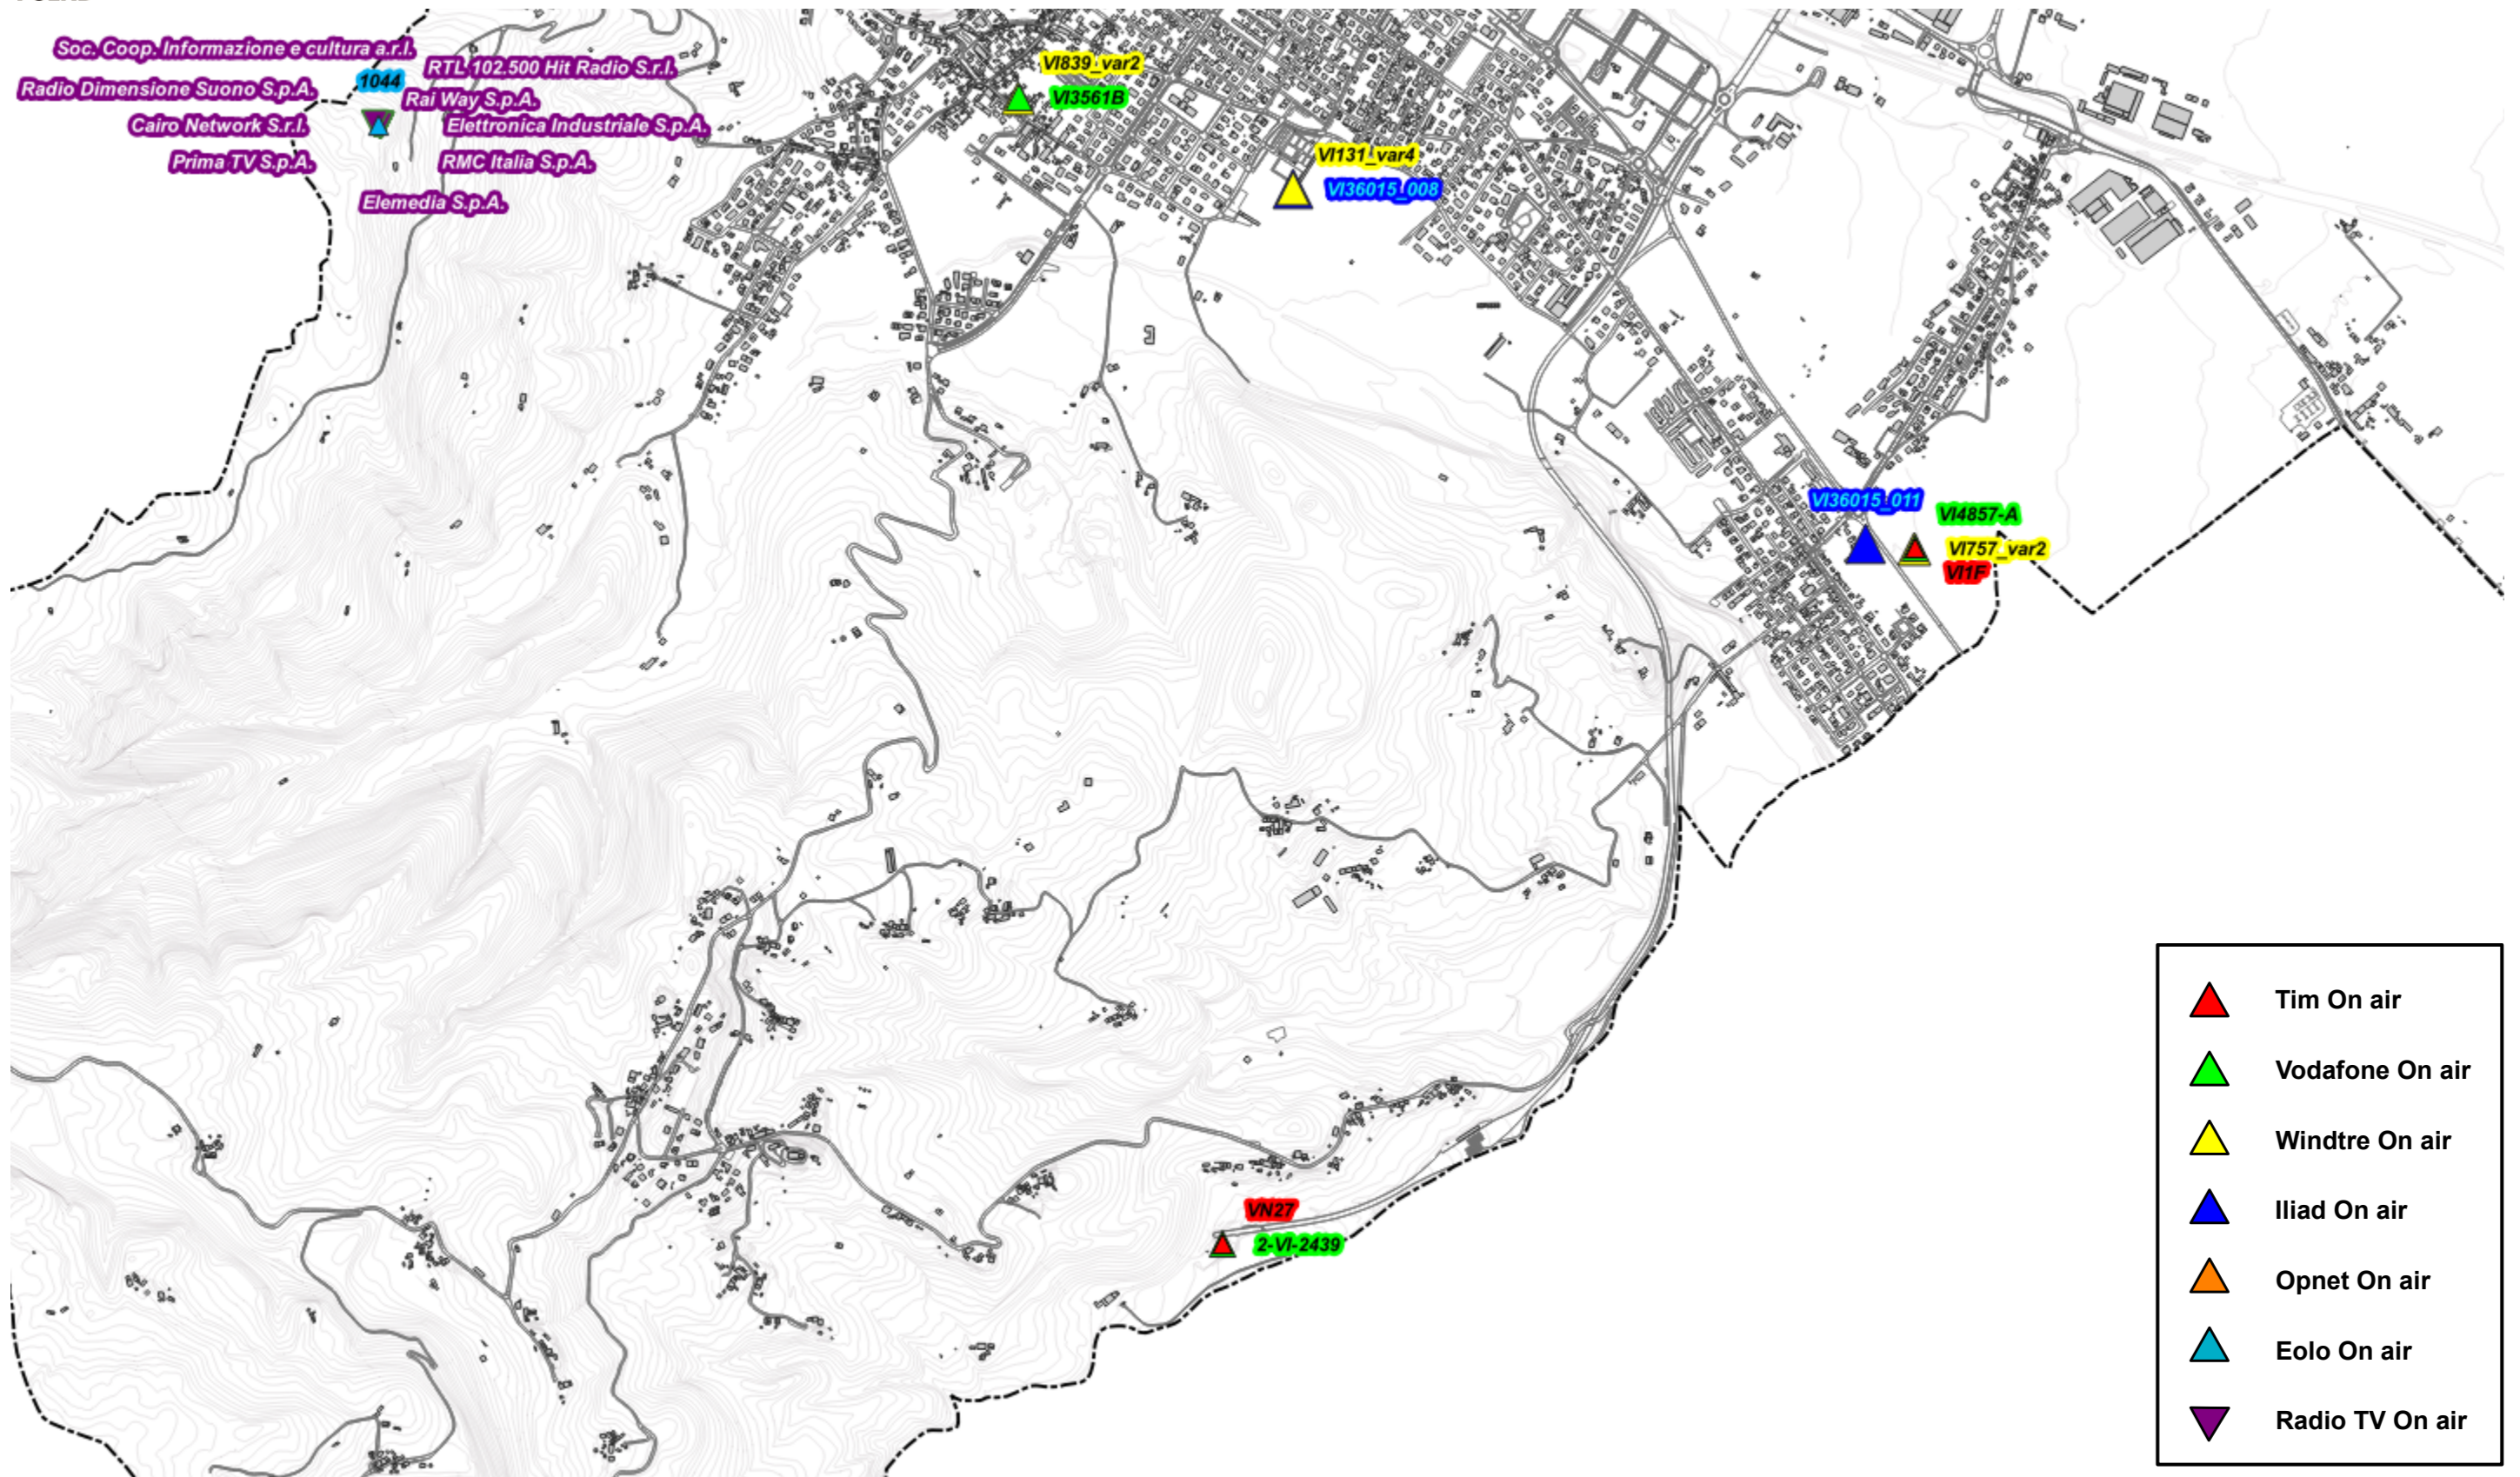 Soc. Coop. Informazione e cultura a.r.l.
1044
RTL 102.500 Hit Radio S.r.l.
Radio Dimensione Suono S.p.A.
Rai Way S.p.A.
Cairo Network S.r.l.
Elettronica Industriale S.p.A.
Prima TV S.p.A.
RMC Italia S.p.A.
Elemedia S.p.A.
VI839_var2
VI3561B
VI131_var4
VI36015_008
VI36015_011
VI4857-A
VI757_var2
VI1F
VN27
2-VI-2439
Tim On air
Vodafone On air
Windtre On air
Iliad On air
Opnet On air
Eolo On air
Radio TV On air